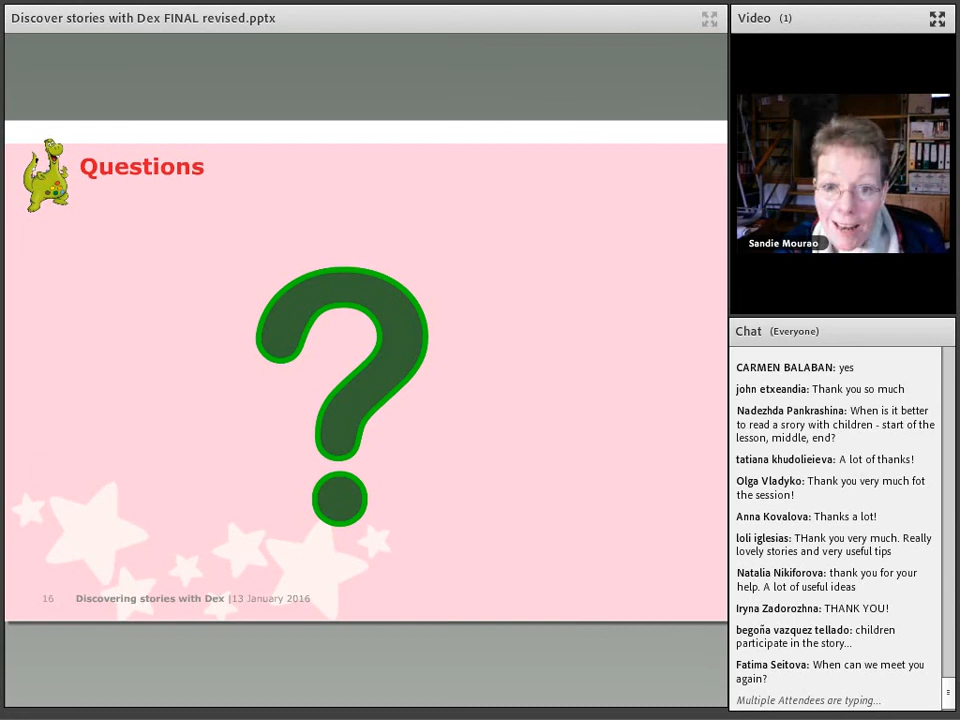 Discover stories with Dex FINAL revised.pptx
Video (1)
Questions
Sandie Mourao
Chat (Everyone)
CARMEN BALABAN: yes
john etxeandia: Thank you so much
Nadezhda Pankrashina: When is it better
to read a srory with children - start of the
lesson, middle, end?
tatiana khudolieieva: A lot of thanks!
Olga Vladyko: Thank you very much fot
the session!
Anna Kovalova: Thanks a lot!
loli iglesias: THank you very much. Really
lovely stories and very useful tips
Natalia Nikiforova: thank you for your
help. A lot of useful ideas
Iryna Zadorozhna: THANK YOU!
begoña vazquez tellado: children
participate in the story...
Fatima Seitova: When can we meet you
again?
Multiple Attendees are typing...
?
16 Discovering stories with Dex |13 January 2016